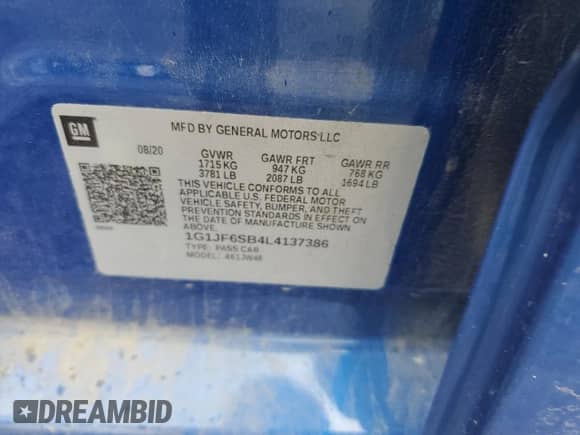 GM
MFD BY GENERAL MOTORS LLC
08/20 GVWR GAWR FRT GAWR RR
1715 KG 947 KG 768 KG
3781 LB 2087 LB 1694 LB
THIS VEHICLE CONFORMS TO ALL
APPLICABLE U.S. FEDERAL MOTOR
VEHICLE SAFETY, BUMPER, AND THEFT
PREVENTION STANDARDS IN EFFECT ON
THE DATE OF MANUFACTURE SHOWN
ABOVE.
1G1JF6SB4L4137386
TYPE: PASS CAR
MODEL: 461JW48
DREAMBID